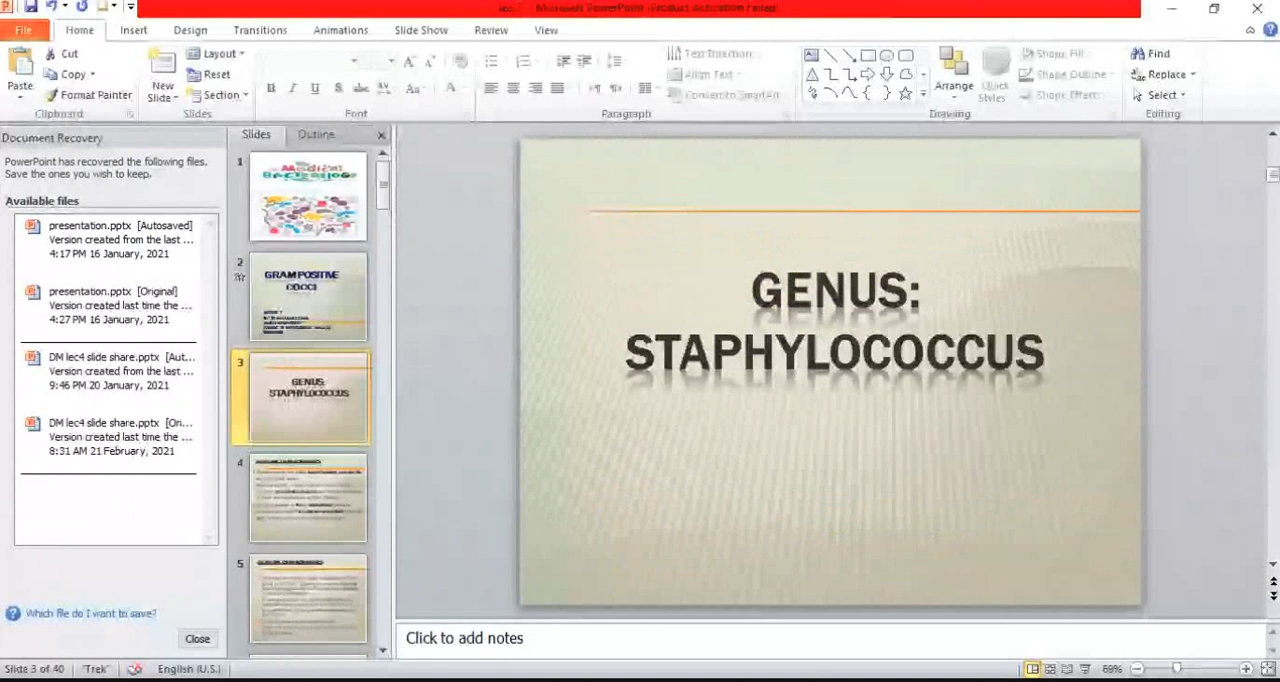 Microsoft PowerPoint (Product Activation Failed)
File
Home
Insert
Design
Transitions
Animations
Slide Show
Review
View
Paste
Cut
Copy
Format Painter
Clipboard
New
Slide
Layout
Reset
Section
Slides
Font
Text Direction
Align Text
Convert to SmartArt
Paragraph
Arrange
Quick
Styles
Shape Fill
Shape Outline
Shape Effects
Drawing
Find
Replace
Select
Editing
Document Recovery
PowerPoint has recovered the following files.
Save the ones you wish to keep.
Available files
presentation.pptx [Autosaved]
Version created from the last ...
4:17 PM 16 January, 2021
presentation.pptx [Original]
Version created last time the ...
4:27 PM 16 January, 2021
DM lec4 slide share.pptx [Aut...
Version created from the last ...
9:46 PM 20 January, 2021
DM lec4 slide share.pptx [Ori...
Version created last time the ...
8:31 AM 21 February, 2021
Which file do I want to save?
Close
Slides
Outline
1
Medical
2
GRAM POSITIVE
COCCI
3
GENUS:
STAPHYLOCOCCUS
4
5
GENUS:
STAPHYLOCOCCUS
Click to add notes
Slide 3 of 40
"Trek"
English (U.S.)
69%